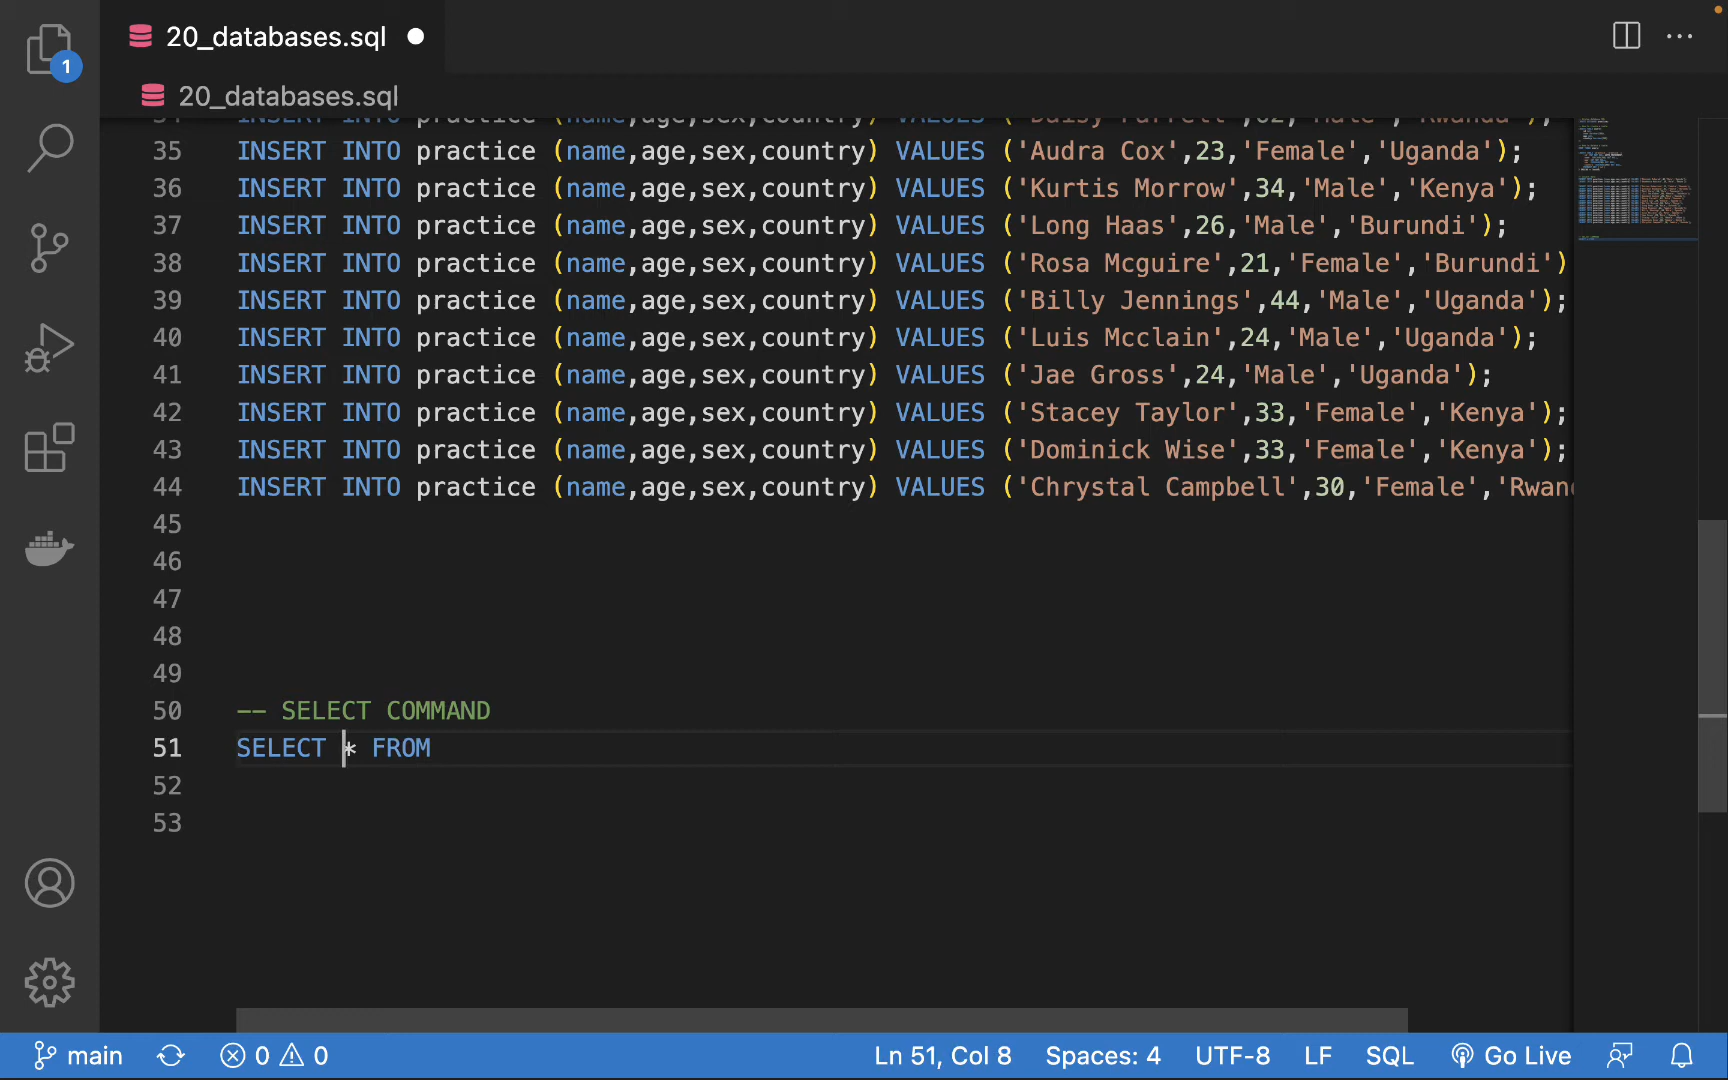 20_databases.sql
1
20_databases.sql
35 INSERT INTO practice (name,age,sex,country) VALUES ('Audra Cox',23,'Female','Uganda');
36 INSERT INTO practice (name,age,sex,country) VALUES ('Kurtis Morrow',34,'Male','Kenya');
37 INSERT INTO practice (name,age,sex,country) VALUES ('Long Haas',26,'Male','Burundi');
38 INSERT INTO practice (name,age,sex,country) VALUES ('Rosa Mcguire',21,'Female','Burundi')
39 INSERT INTO practice (name,age,sex,country) VALUES ('Billy Jennings',44,'Male','Uganda');
40 INSERT INTO practice (name,age,sex,country) VALUES ('Luis Mcclain',24,'Male','Uganda');
41 INSERT INTO practice (name,age,sex,country) VALUES ('Jae Gross',24,'Male','Uganda');
42 INSERT INTO practice (name,age,sex,country) VALUES ('Stacey Taylor',33,'Female','Kenya');
43 INSERT INTO practice (name,age,sex,country) VALUES ('Dominick Wise',33,'Female','Kenya');
44 INSERT INTO practice (name,age,sex,country) VALUES ('Chrystal Campbell',30,'Female','Rwan
45
46
47
48
49
50 -- SELECT COMMAND
51 SELECT * FROM
52
53
main 0 0 Ln 51, Col 8 Spaces: 4 UTF-8 LF SQL Go Live